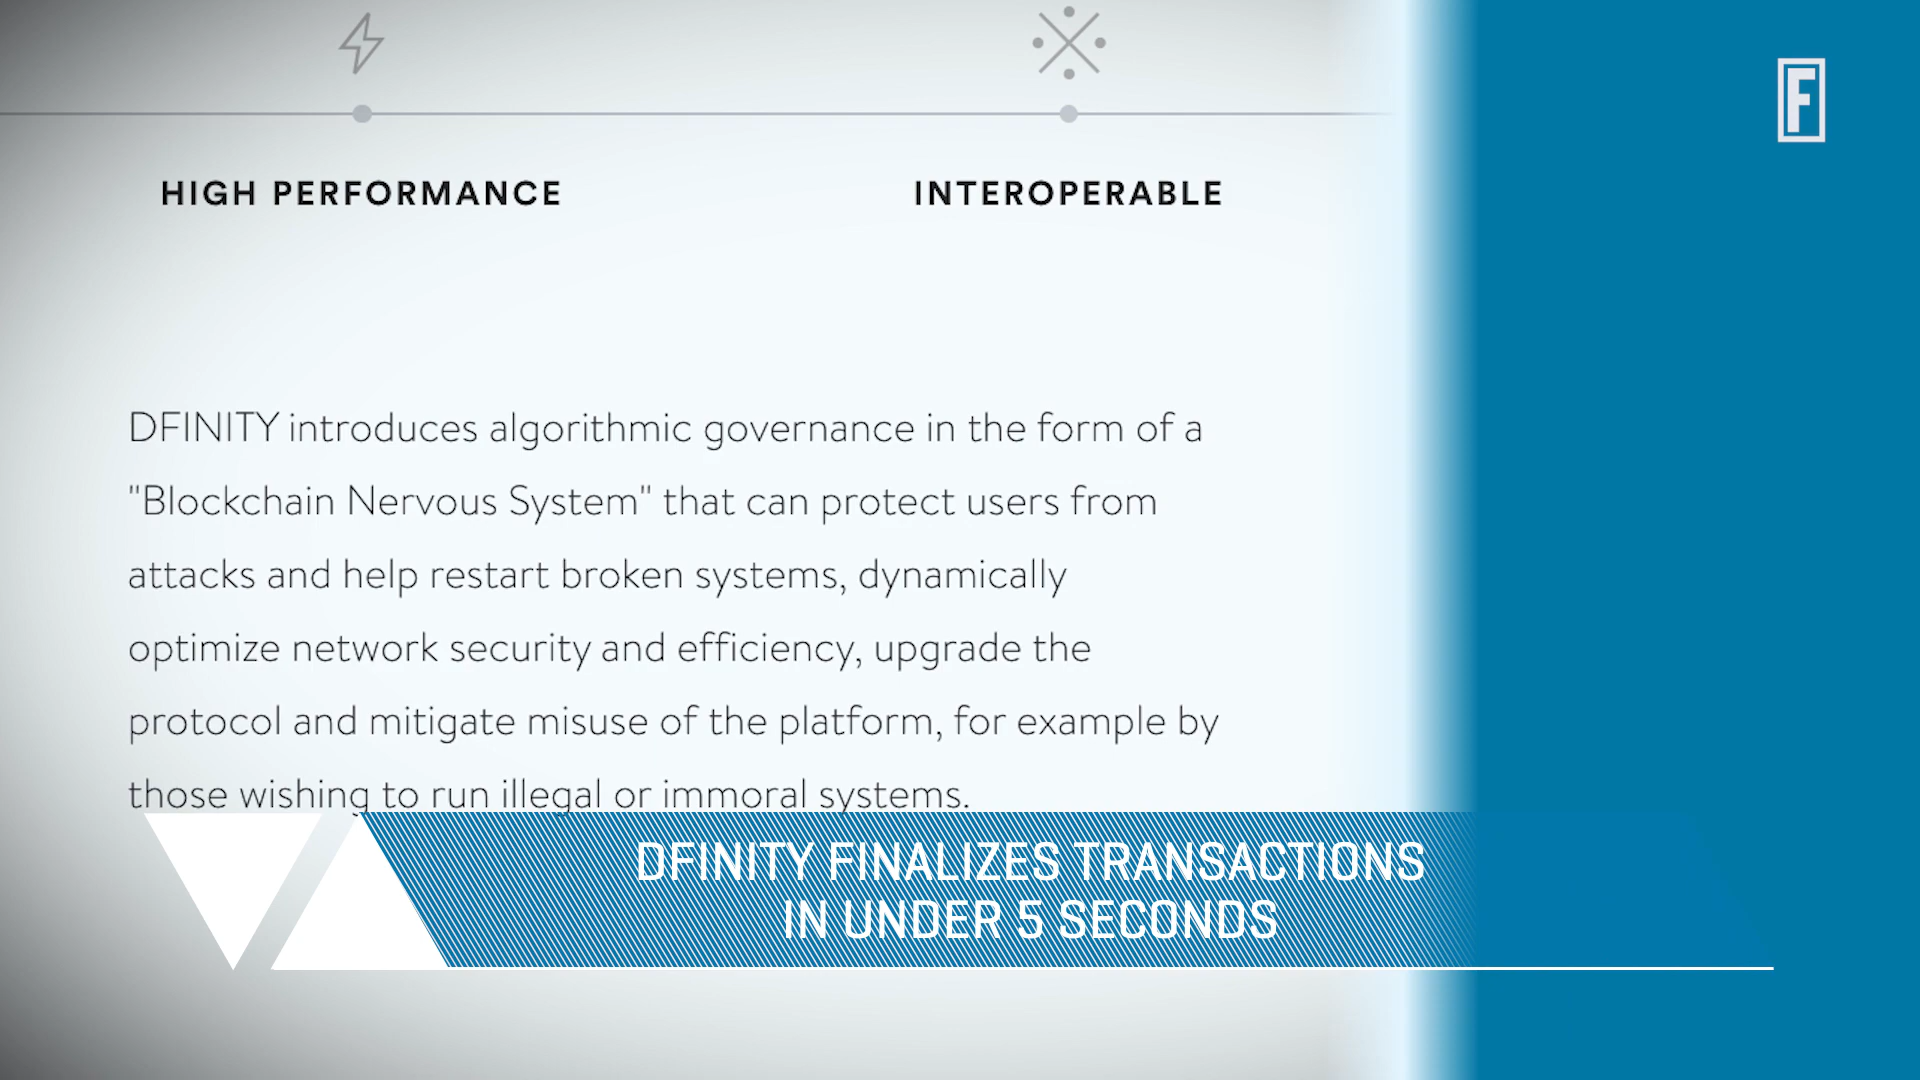 F
HIGH PERFORMANCE
INTEROPERABLE
DFINITY introduces algorithmic governance in the form of a
"Blockchain Nervous System" that can protect users from
attacks and help restart broken systems, dynamically
optimize network security and efficiency, upgrade the
protocol and mitigate misuse of the platform, for example by
those wishing to run illegal or immoral systems.
DFINITY FINALIZES TRANSACTIONS
IN UNDER 5 SECONDS